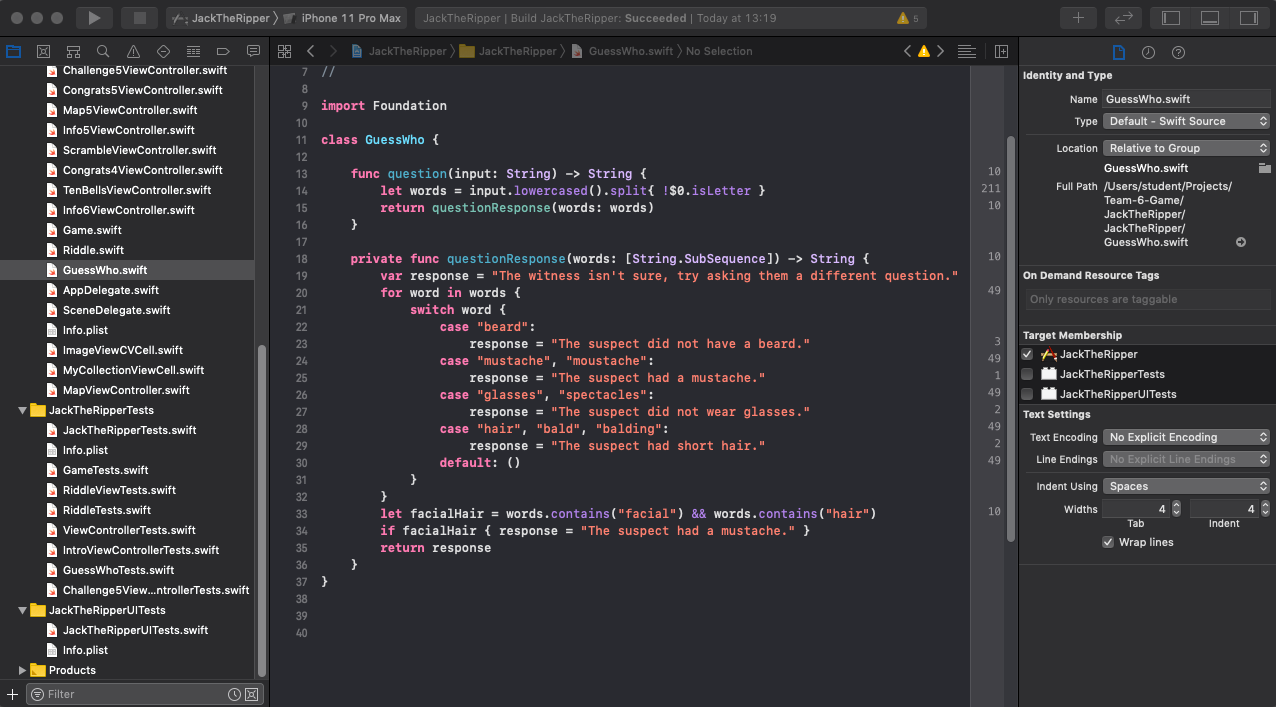 JackTheRipper 〉 iPhone 11 Pro Max
JackTheRipper | Build JackTheRipper: Succeeded | Today at 13:19
5
JackTheRipper 〉 JackTheRipper 〉 GuessWho.swift 〉 No Selection
Challenge5ViewController.swift
Congrats5ViewController.swift
Map5ViewController.swift
Info5ViewController.swift
ScrambleViewController.swift
Congrats4ViewController.swift
TenBellsViewController.swift
Info6ViewController.swift
Game.swift
Riddle.swift
GuessWho.swift
AppDelegate.swift
SceneDelegate.swift
Info.plist
ImageViewCVCell.swift
MyCollectionViewCell.swift
MapViewController.swift
JackTheRipperTests
JackTheRipperTests.swift
Info.plist
GameTests.swift
RiddleViewTests.swift
RiddleTests.swift
ViewControllerTests.swift
IntroViewControllerTests.swift
GuessWhoTests.swift
Challenge5View...ntrollerTests.swift
JackTheRipperUITests
JackTheRipperUITests.swift
Info.plist
Products
Filter
7 //
8
9 import Foundation
10
11 class GuessWho {
12
13     func question(input: String) -> String { 10
14         let words = input.lowercased().split{ !$0.isLetter } 211
15         return questionResponse(words: words) 10
16     }
17
18     private func questionResponse(words: [String.SubSequence]) -> String { 10
19         var response = "The witness isn't sure, try asking them a different question."
20         for word in words { 49
21             switch word {
22                 case "beard":
23                     response = "The suspect did not have a beard." 3
24                 case "mustache", "moustache": 49
25                     response = "The suspect had a mustache." 1
26                 case "glasses", "spectacles": 49
27                     response = "The suspect did not wear glasses." 2
28                 case "hair", "bald", "balding": 49
29                     response = "The suspect had short hair." 2
30                 default: () 49
31             }
32         }
33         let facialHair = words.contains("facial") && words.contains("hair") 10
34         if facialHair { response = "The suspect had a mustache." }
35         return response
36     }
37 }
38
39
40
Identity and Type
Name GuessWho.swift
Type Default - Swift Source
Location Relative to Group
GuessWho.swift
Full Path /Users/student/Projects/
Team-6-Game/
JackTheRipper/
JackTheRipper/
GuessWho.swift
On Demand Resource Tags
Only resources are taggable
Target Membership
JackTheRipper
JackTheRipperTests
JackTheRipperUITests
Text Settings
Text Encoding No Explicit Encoding
Line Endings No Explicit Line Endings
Indent Using Spaces
Widths 4 4
Tab Indent
Wrap lines